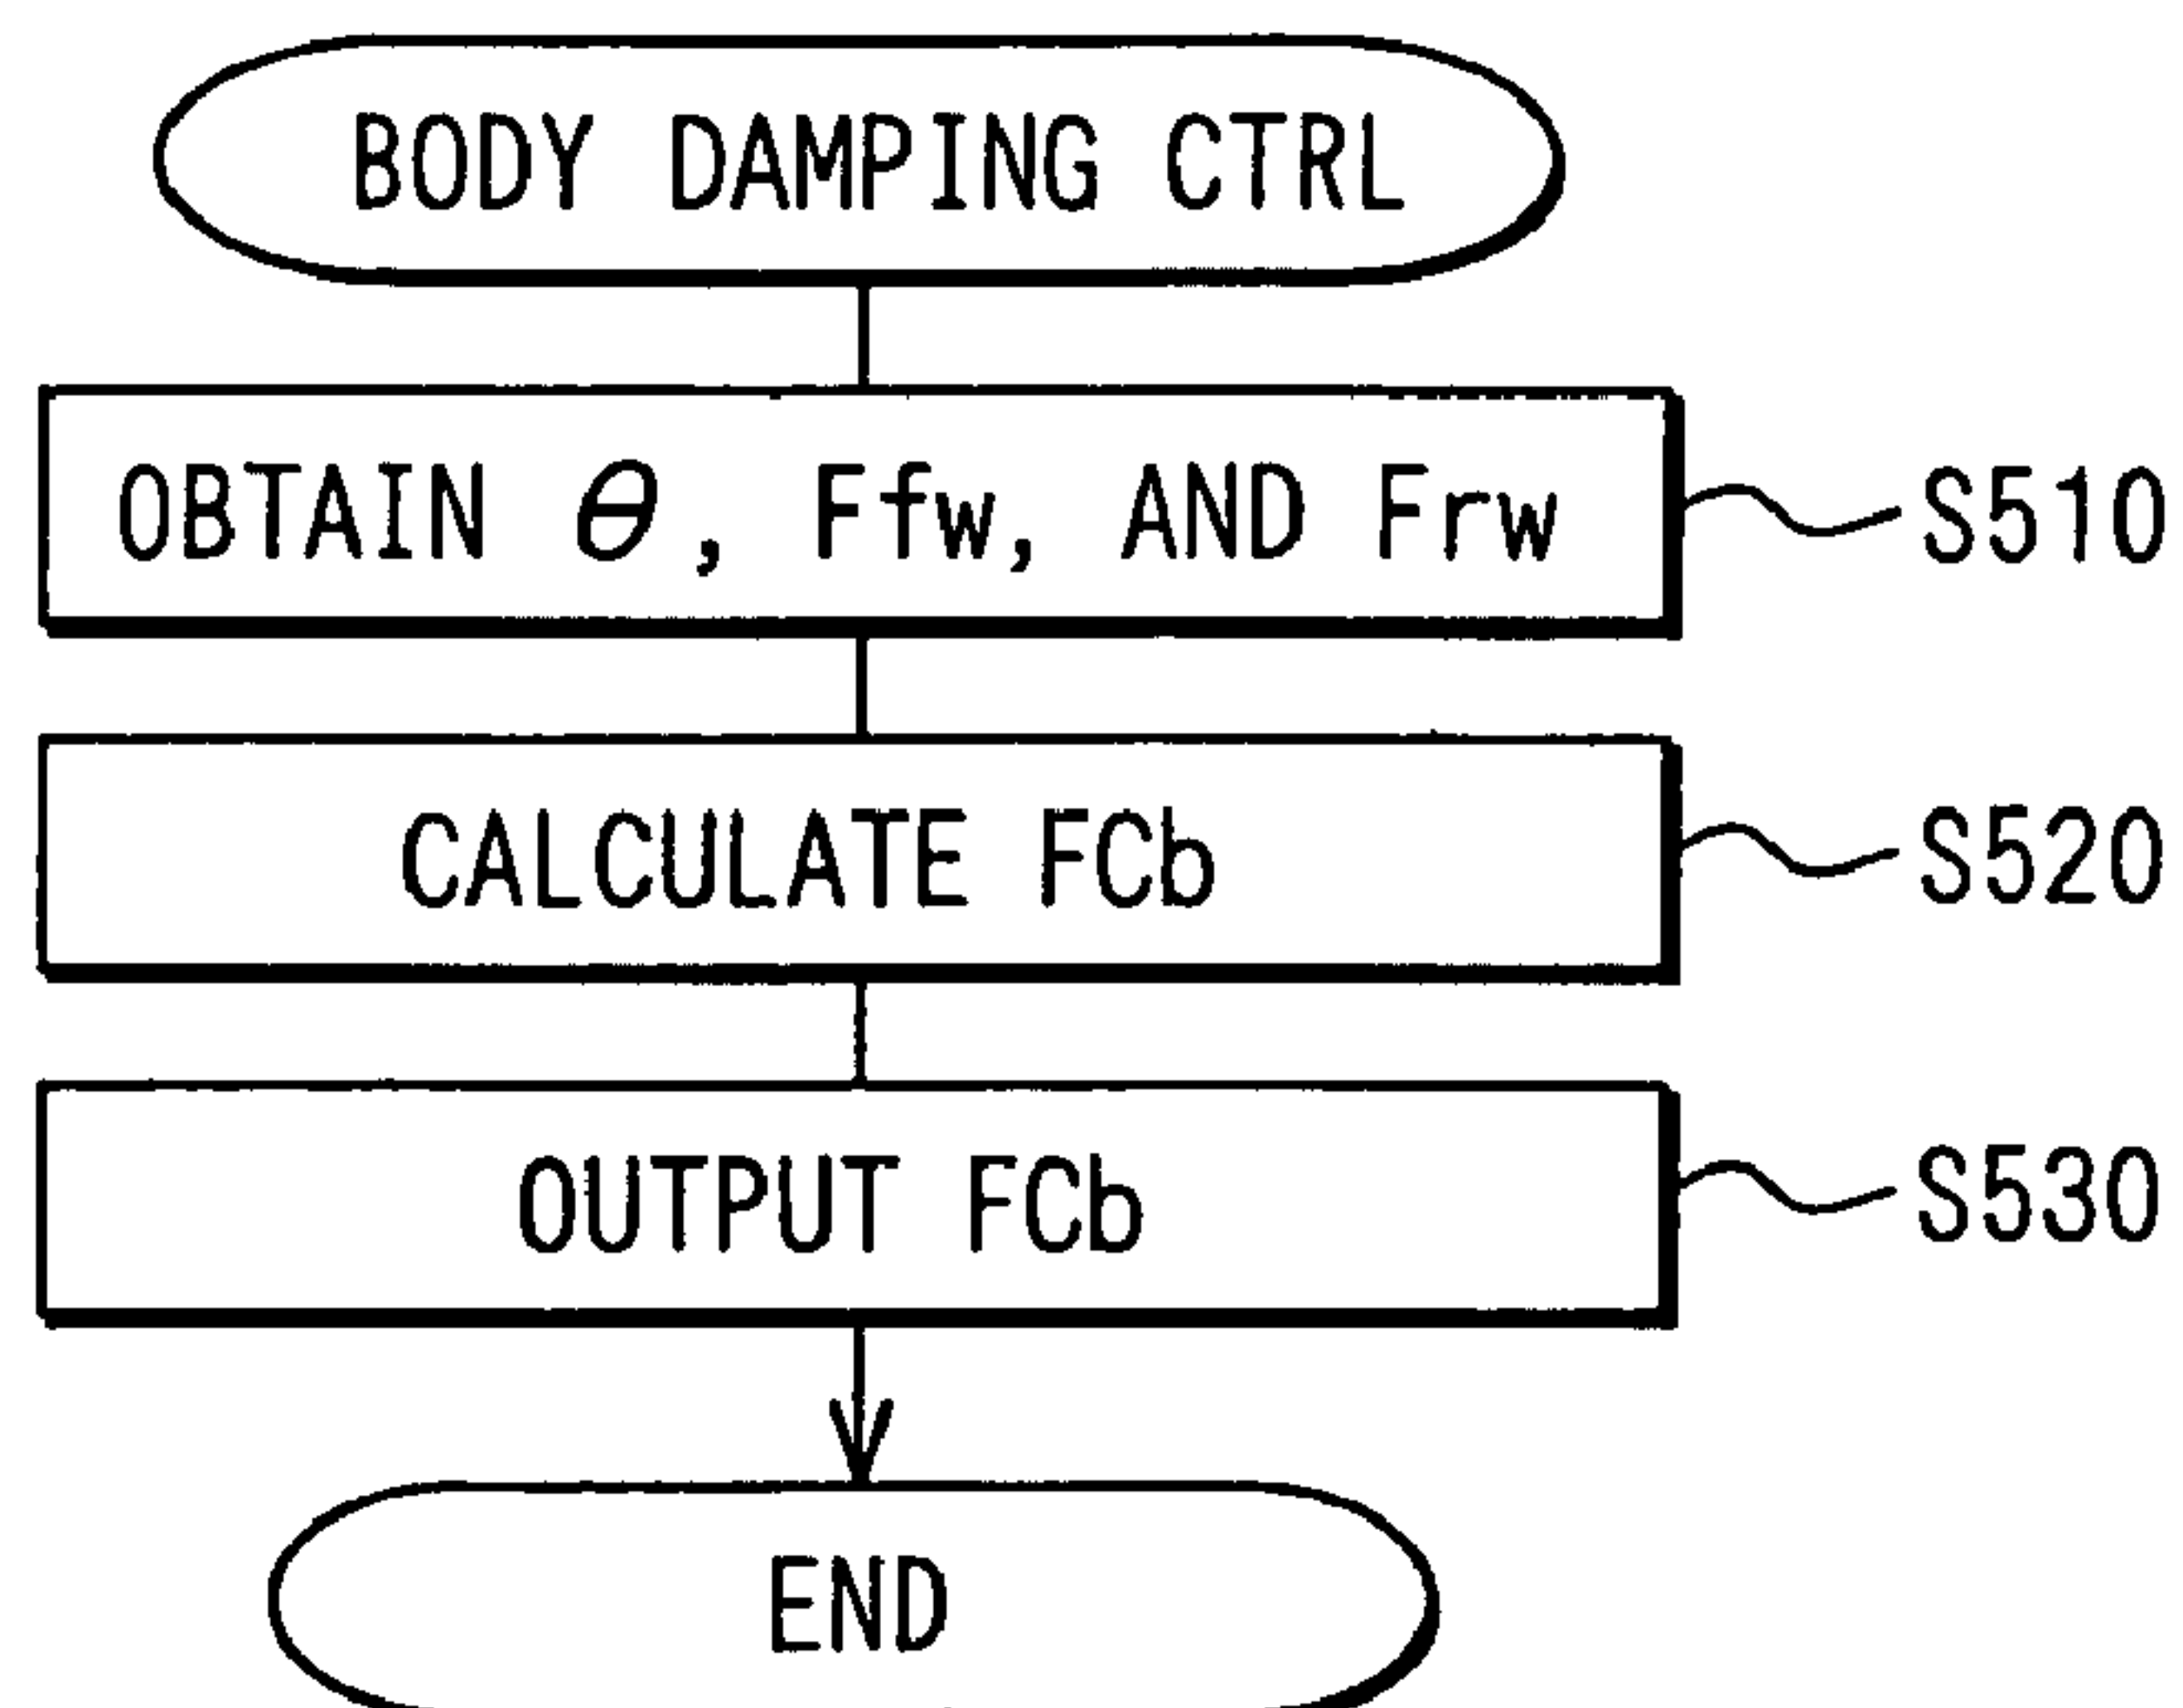 BODY DAMPING CTRL
OBTAIN θ, Ffw, AND Frw S510
CALCULATE FCb S520
OUTPUT FCb S530
END